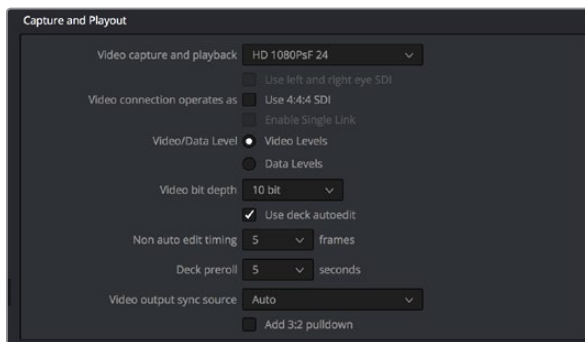 Capture and Playout
Video capture and playback HD 1080PsF 24
Use left and right eye SDI
Video connection operates as Use 4:4:4 SDI
Enable Single Link
Video/Data Level Video Levels
Data Levels
Video bit depth 10 bit
Use deck autoedit
Non auto edit timing 5 frames
Deck preroll 5 seconds
Video output sync source Auto
Add 3:2 pulldown